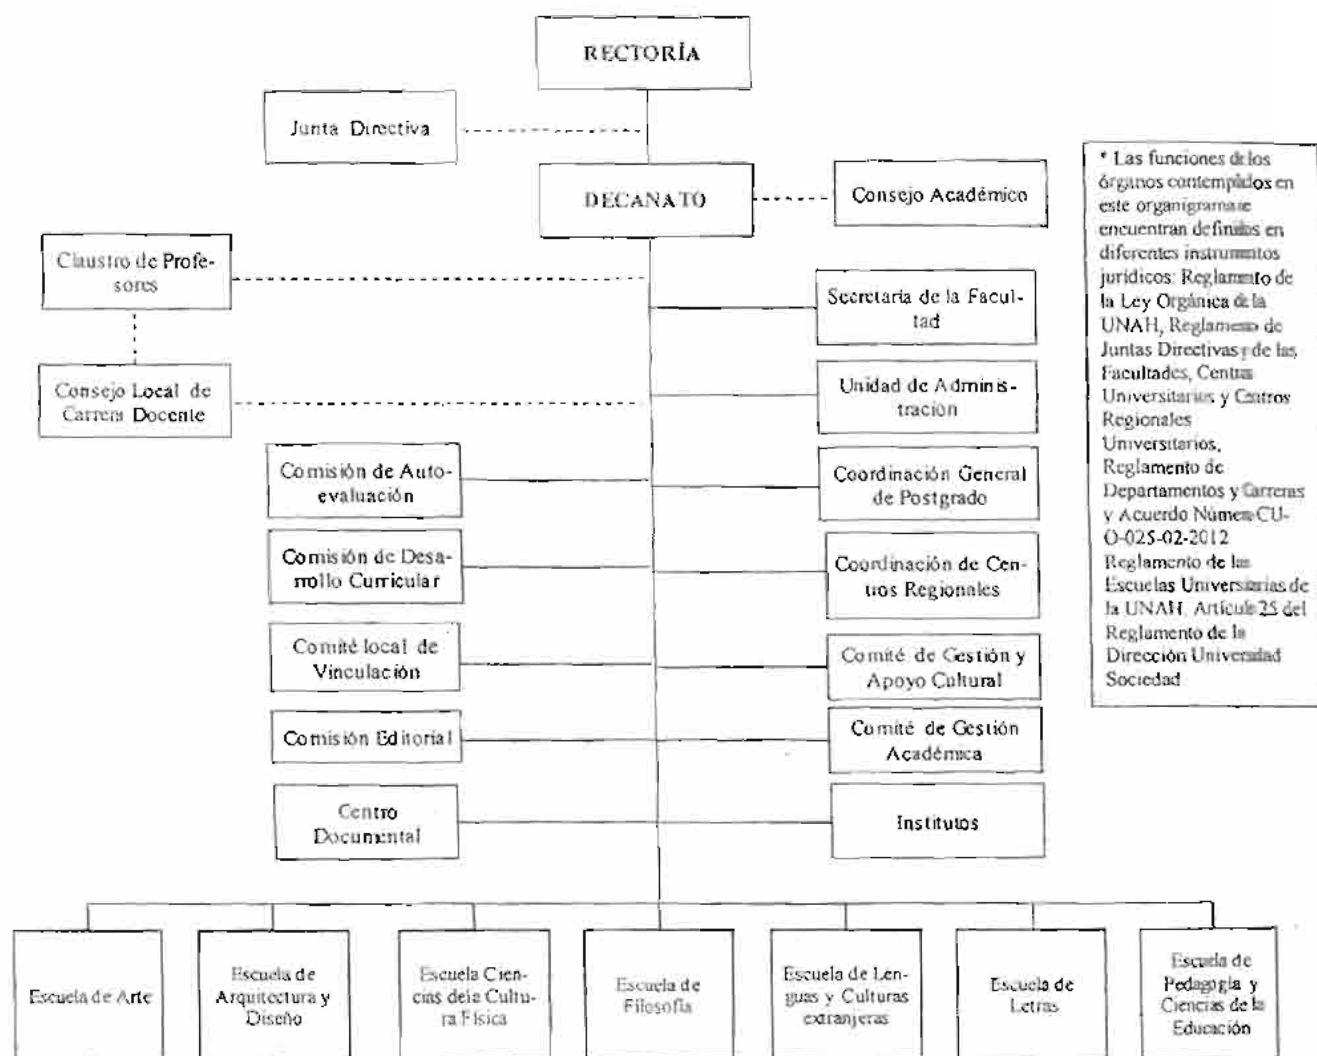 RECTORÍA
Junta Directiva
DECANATO
Consejo Académico
Claustro de Profe-
sores
Secretaría de la Facul-
tad
Consejo Local de
Carrera Docente
Unidad de Adminis-
tración
Comisión de Auto-
evaluación
Coordinación General
de Postgrado
Comisión de Desa-
rrollo Curricular
Coordinación de Cen-
tros Regionales
Comité local de
Vinculación
Comité de Gestión y
Apoyo Cultural
Comisión Editorial
Comité de Gestión
Académica
Centro
Documental
Institutos
Escuela de Arte
Escuela de
Arquitectura y
Diseño
Escuela Cien-
cias de la Cultu-
ra Física
Escuela de
Filosofía
Escuela de Len-
guas y Culturas
extranjeras
Escuela de
Letras
Escuela de
Pedagogía y
Ciencias de la
Educación
* Las funciones de los
órganos contemplados en
este organigrama se
encuentran definidos en
diferentes instrumentos
jurídicos: Reglamento de
la Ley Orgánica de la
UNAH, Reglamento de
Juntas Directivas y de las
Facultades, Centros
Universitarios y Centros
Regionales
Universitarios,
Reglamento de
Departamentos y Carreras
y Acuerdo Número CU-
O-025-02-2012
Reglamento de las
Escuelas Universitarias de
la UNAH. Artículo 25 del
Reglamento de la
Dirección Universidad
Sociedad